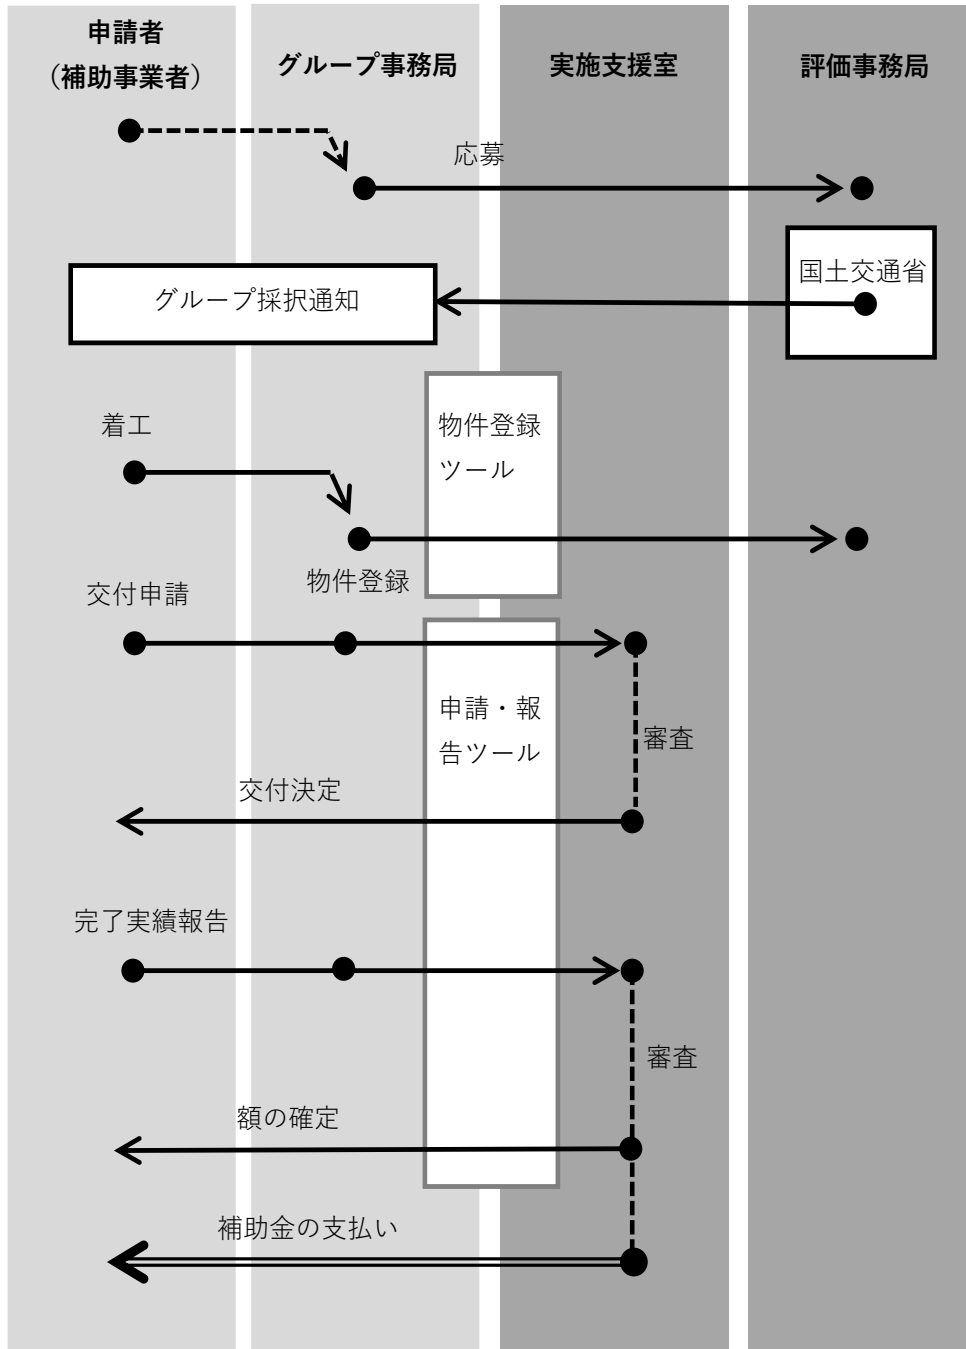 申請者
（補助事業者）
グループ事務局
実施支援室
評価事務局
応募
国土交通省
グループ採択通知
着工
物件登録
ツール
物件登録
交付申請
申請・報
告ツール
審査
交付決定
完了実績報告
審査
額の確定
補助金の支払い